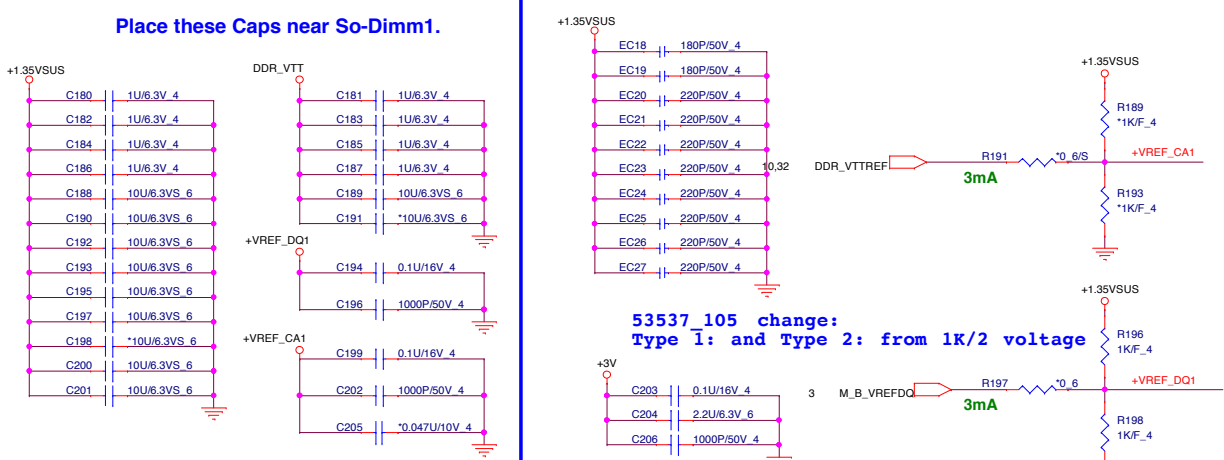 Place these Caps near So-Dimm1.
+1.35VSUS
C180 1U/6.3V_4
C182 1U/6.3V_4
C184 1U/6.3V_4
C186 1U/6.3V_4
C188 10U/6.3VS_6
C190 10U/6.3VS_6
C192 10U/6.3VS_6
C193 10U/6.3VS_6
C195 10U/6.3VS_6
C197 10U/6.3VS_6
C198 *10U/6.3VS_6
C200 10U/6.3VS_6
C201 10U/6.3VS_6
DDR_VTT
C181 1U/6.3V_4
C183 1U/6.3V_4
C185 1U/6.3V_4
C187 1U/6.3V_4
C189 10U/6.3VS_6
C191 *10U/6.3VS_6
+VREF_DQ1
C194 0.1U/16V_4
C196 1000P/50V_4
+VREF_CA1
C199 0.1U/16V_4
C202 1000P/50V_4
C205 *0.047U/10V_4
+1.35VSUS
EC18 180P/50V_4
EC19 180P/50V_4
EC20 220P/50V_4
EC21 220P/50V_4
EC22 220P/50V_4
EC23 220P/50V_4
EC24 220P/50V_4
EC25 220P/50V_4
EC26 220P/50V_4
EC27 220P/50V_4
+1.35VSUS
R189
*1K/F_4
10,32 DDR_VTTREF R191 *0_6/S +VREF_CA1
3mA
R193
*1K/F_4
53537_105 change:
Type 1: and Type 2: from 1K/2 voltage
+3V
C203 0.1U/16V_4
C204 2.2U/6.3V_6
C206 1000P/50V_4
+1.35VSUS
R196
1K/F_4
3 M_B_VREFDQ R197 *0_6 +VREF_DQ1
3mA
R198
1K/F_4